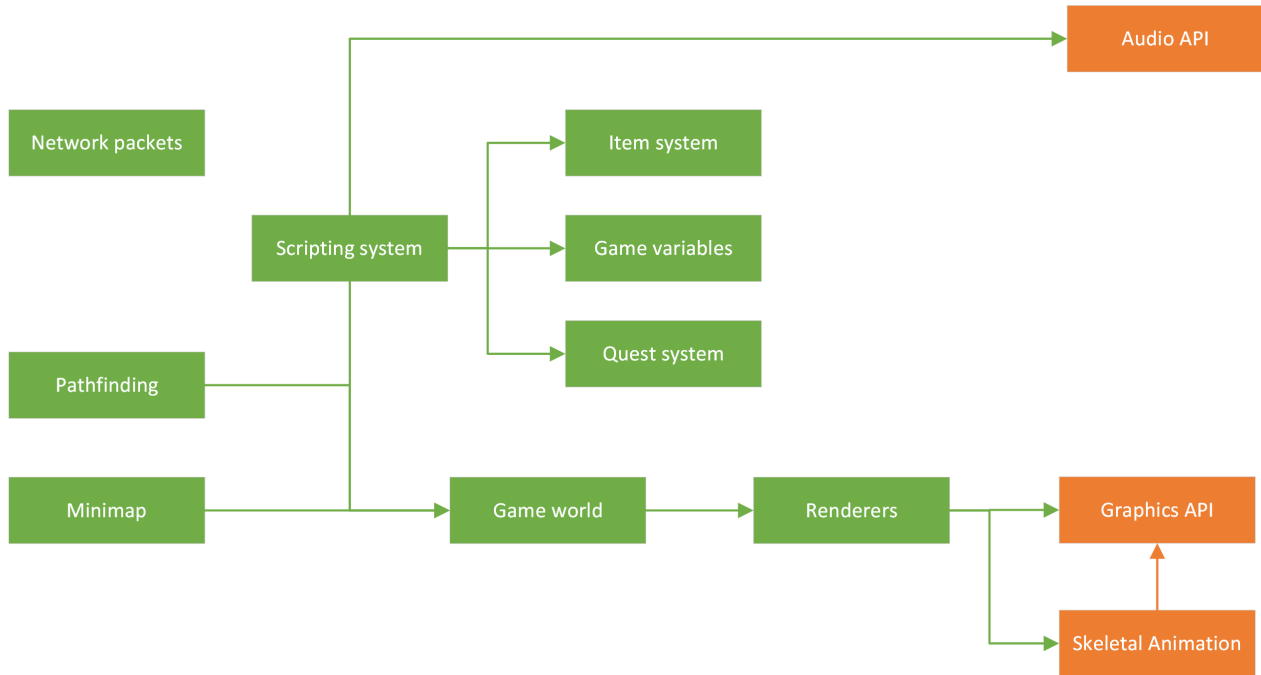 Audio API
Network packets
Item system
Scripting system
Game variables
Quest system
Pathfinding
Minimap
Game world
Renderers
Graphics API
Skeletal Animation